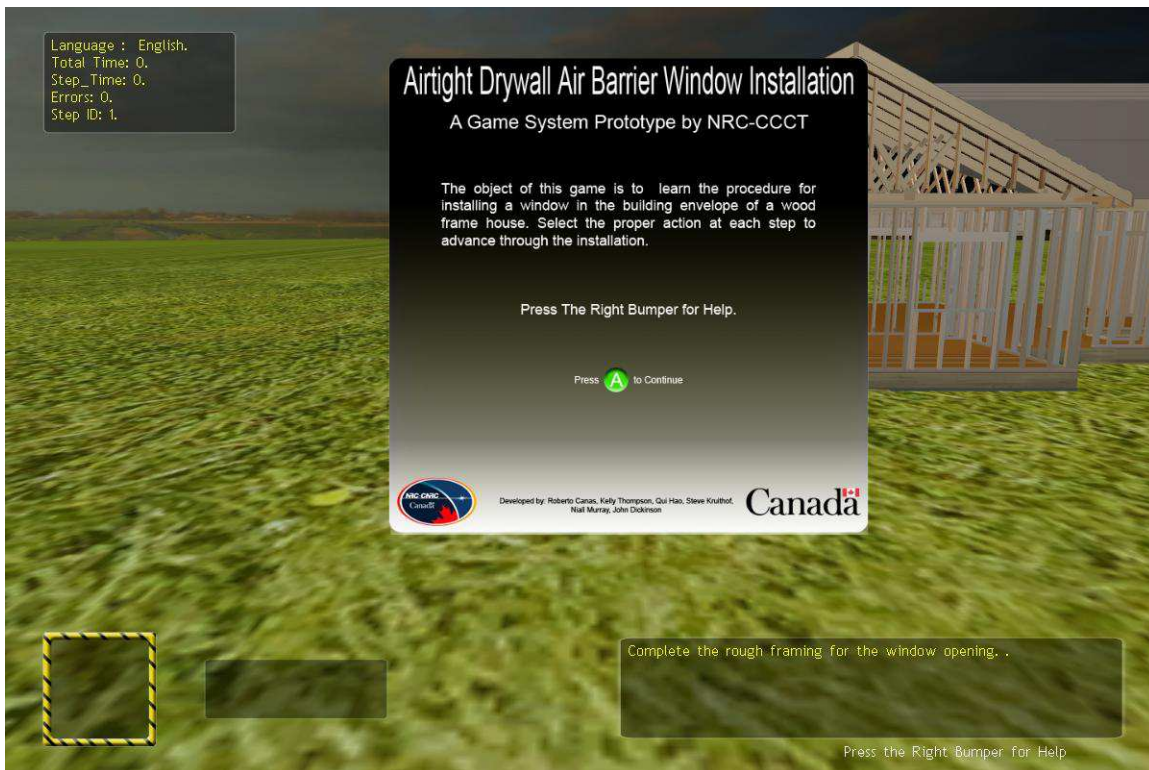 Language : English.
Total Time: 0.
Step_Time: 0.
Errors: 0.
Step ID: 1.
Airtight Drywall Air Barrier Window Installation
A Game System Prototype by NRC-CCCT
The object of this game is to learn the procedure for
installing a window in the building envelope of a wood
frame house. Select the proper action at each step to
advance through the installation.
Press The Right Bumper for Help.
Press A to Continue
NRC·CNRC
Canada
Developed by: Roberto Canas, Kelly Thompson, Qui Hao, Steve Kruithof,
Niall Murray, John Dickinson
Canada
Complete the rough framing for the window opening. .
Press the Right Bumper for Help